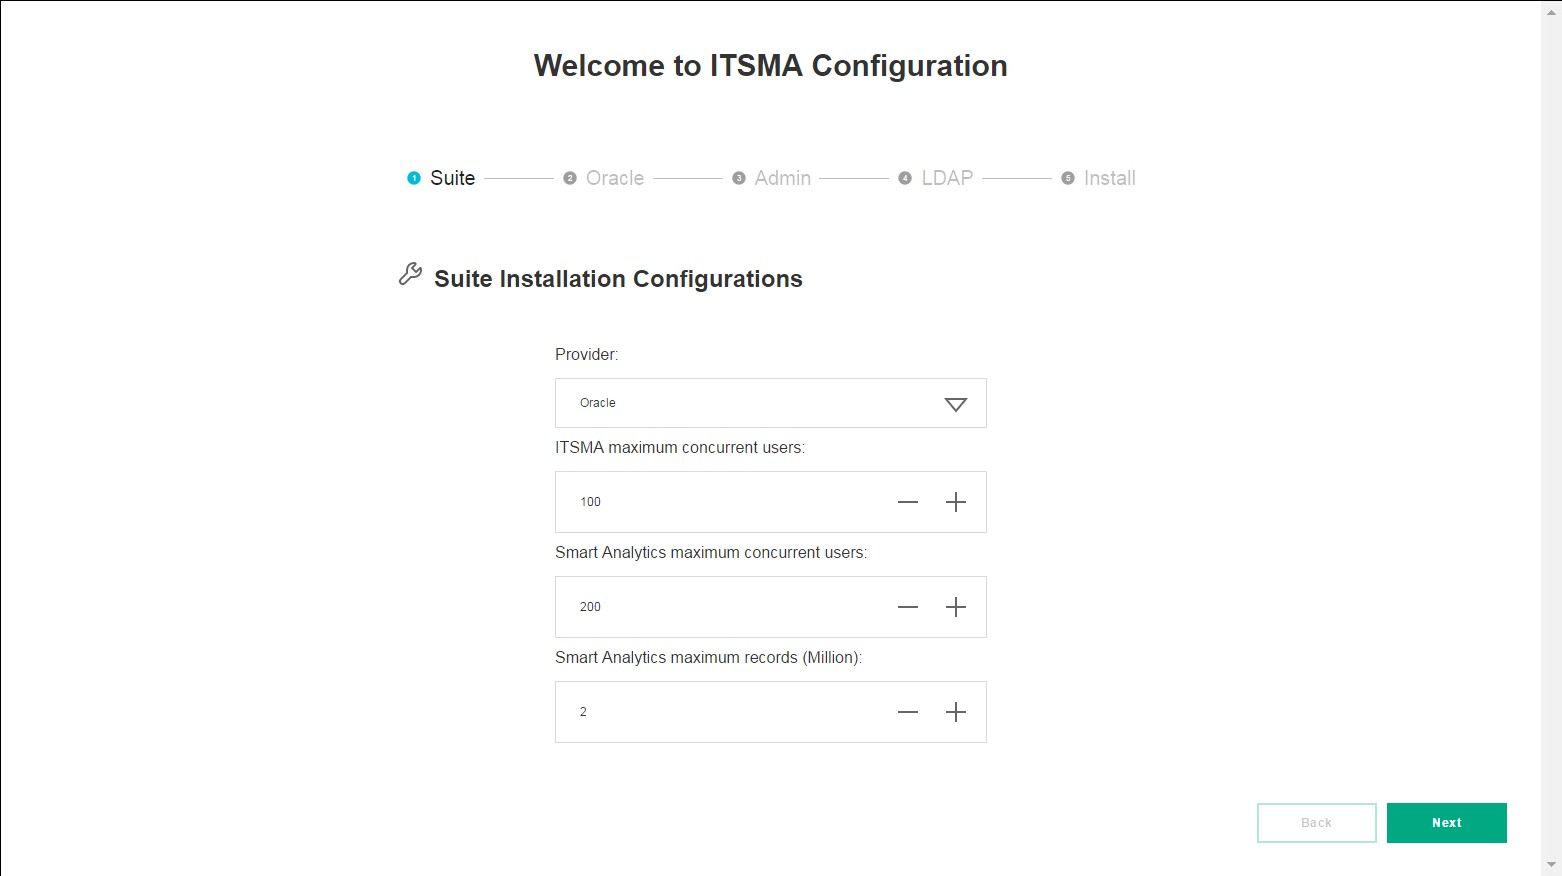 Welcome to ITSMA Configuration
1 Suite 2 Oracle 3 Admin 4 LDAP 5 Install
Suite Installation Configurations
Provider:
Oracle
ITSMA maximum concurrent users:
100
Smart Analytics maximum concurrent users:
200
Smart Analytics maximum records (Million):
2
Back Next